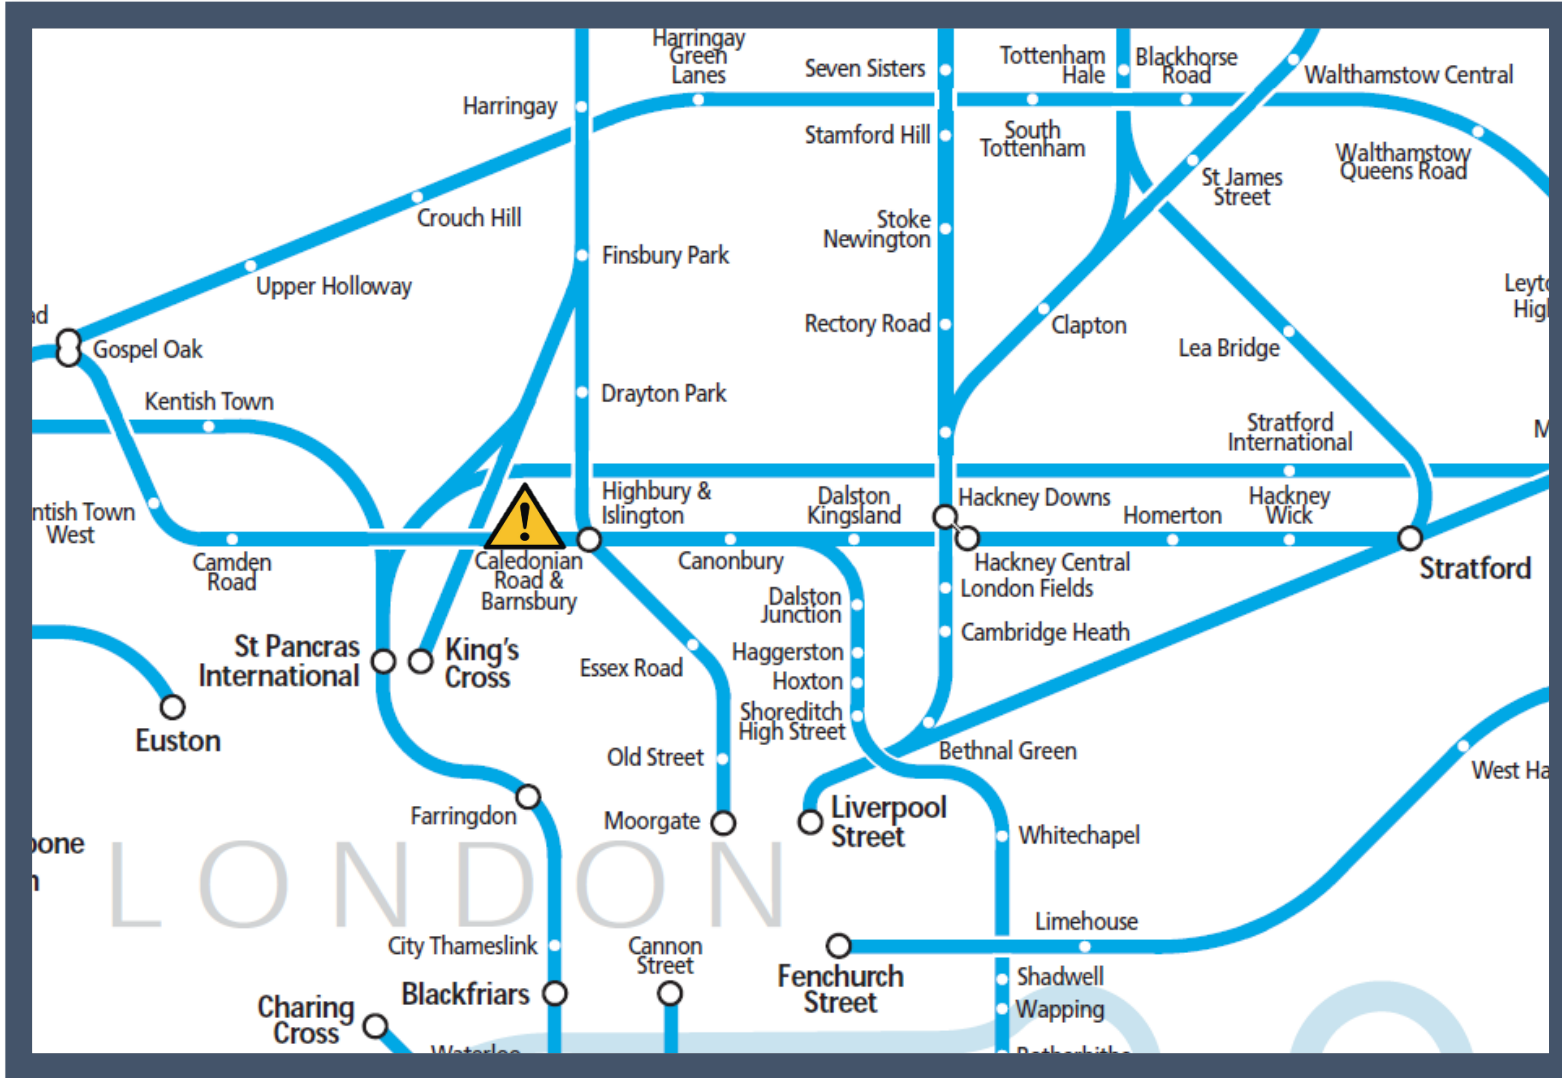 Harringay
Green
Lanes
Seven Sisters
Tottenham
Hale
Blackhorse
Road
Walthamstow Central
Harringay
Stamford Hill
South
Tottenham
Walthamstow
Queens Road
St James
Street
Crouch Hill
Stoke
Newington
Finsbury Park
Upper Holloway
Rectory Road
Clapton
Lea Bridge
Gospel Oak
Kentish Town
Drayton Park
Stratford
International
Highbury &
Islington
Dalston
Kingsland
Hackney Downs
Homerton
Hackney
Wick
ntish Town
West
Camden
Road
!
Caledonian
Road &
Barnsbury
Canonbury
Hackney Central
Stratford
London Fields
Dalston
Junction
Cambridge Heath
St Pancras
International
King's
Cross
Essex Road
Haggerston
Hoxton
Shoreditch
High Street
Euston
Old Street
Bethnal Green
West Ha
Farringdon
Moorgate
Liverpool
Street
Whitechapel
LONDON
Limehouse
City Thameslink
Cannon
Street
Fenchurch
Street
Shadwell
Wapping
Blackfriars
Charing
Cross
Waterloo